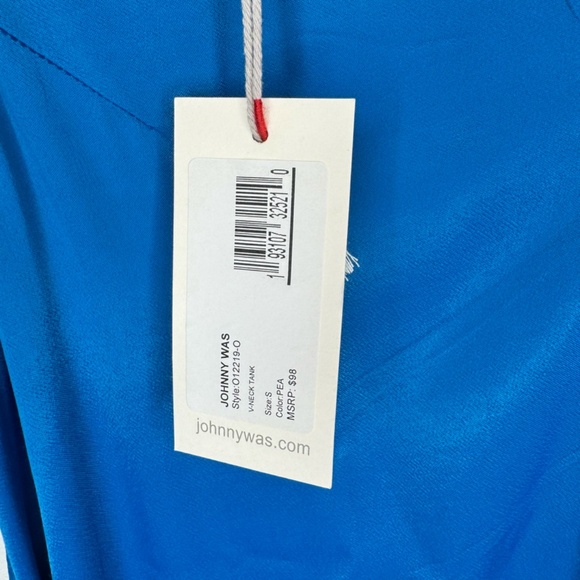 1 93107 32521 0
JOHNNY WAS
Style:O12219-O
V-NECK TANK
Size:S
Color:PEA
MSRP: $98
johnnywas.com